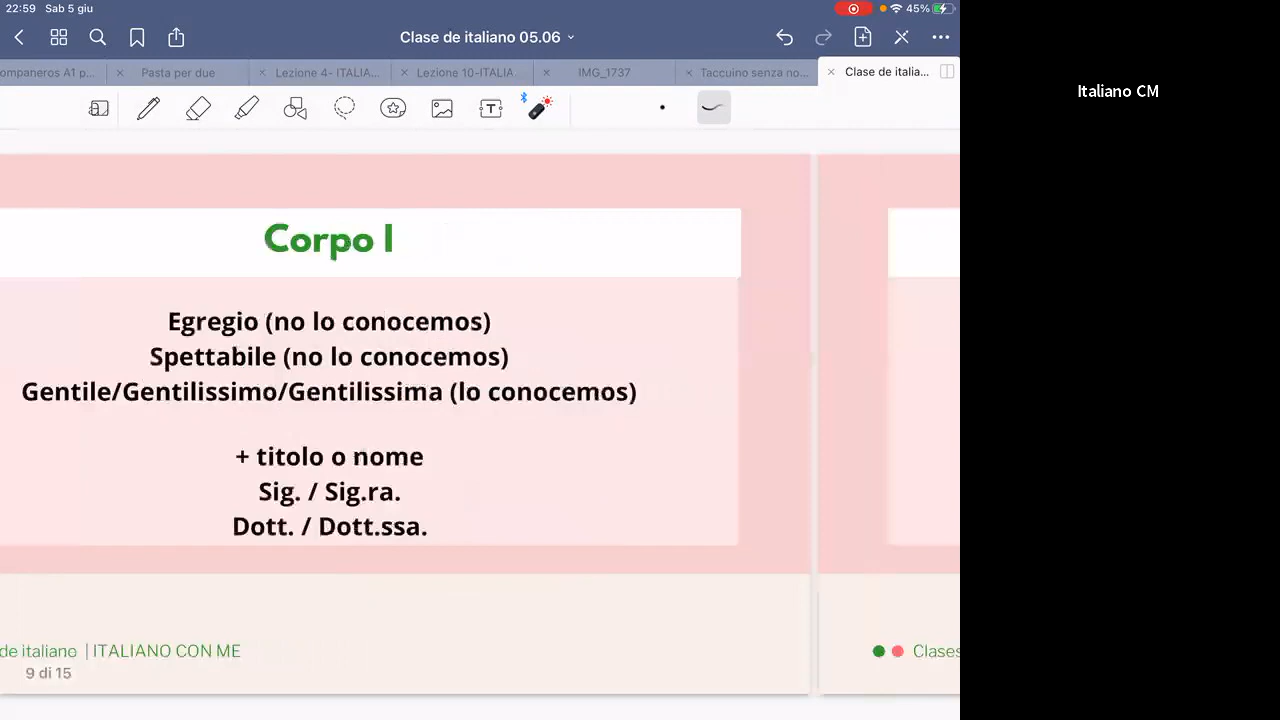 22:59 Sab 5 giu
45%
Clase de italiano 05.06
ompaneros A1 p...
Pasta per due
Lezione 4- ITALIA...
Lezione 10-ITALIA
IMG_1737
Taccuino senza no...
Clase de italia...
Italiano CM
Corpo I
Egregio (no lo conocemos)
Spettabile (no lo conocemos)
Gentile/Gentilissimo/Gentilissima (lo conocemos)
+ titolo o nome
Sig. / Sig.ra.
Dott. / Dott.ssa.
de italiano | ITALIANO CON ME
9 di 15
Clases